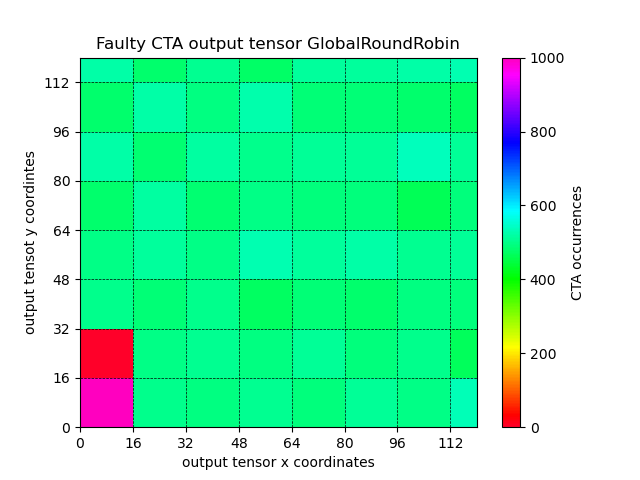 Faulty CTA output tensor GlobalRoundRobin
112
96
80
64
48
32
16
0
output tensot y coordintes
0 16 32 48 64 80 96 112
output tensor x coordinates
1000
800
600
400
200
0
CTA occurrences